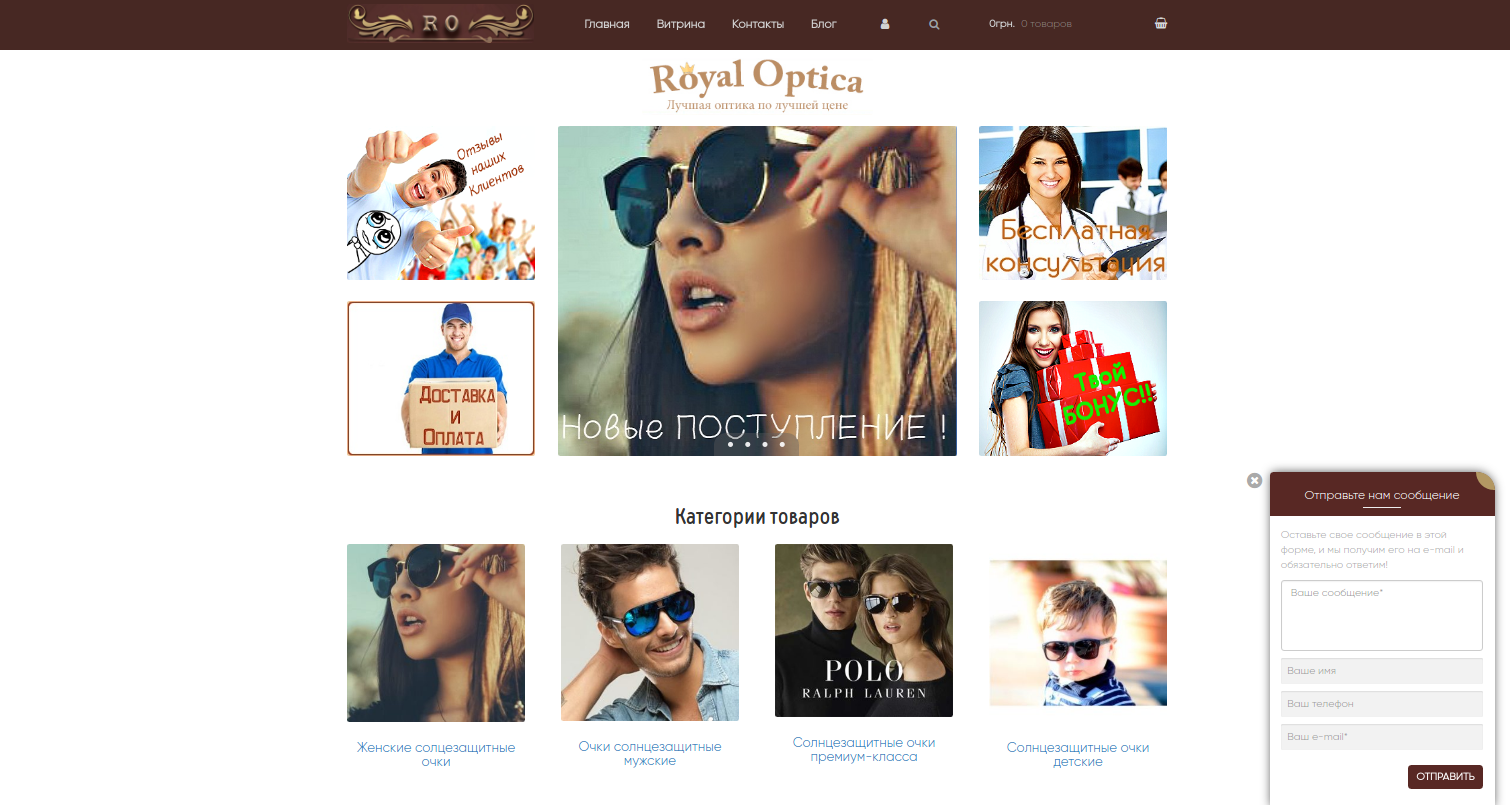 RO
Главная Витрина Контакты Блог 0грн. 0 товаров
Royal Optica
Лучшая оптика по лучшей цене
Отзывы
наших
Клиентов
Доставка
и
Оплата
Новые ПОСТУПЛЕНИЕ !
Бесплатная
консультация
Твой
БОНУС!!
Категории товаров
POLO
RALPH LAUREN
Женские солцезащитные
очки
Очки солнцезащитные
мужские
Солнцезащитные очки
премиум-класса
Солнцезащитные очки
детские
Отправьте нам сообщение
Оставьте свое сообщение в этой
форме, и мы получим его на e-mail и
обязательно ответим!
Ваше сообщение*
Ваше имя
Ваш телефон
Ваш e-mail*
ОТПРАВИТЬ